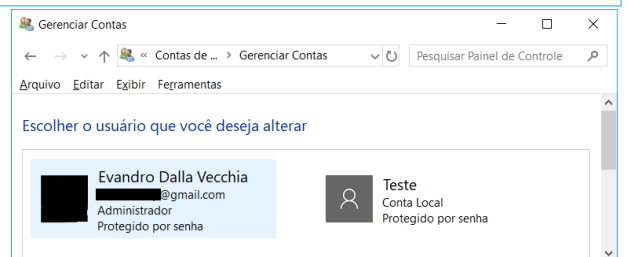 Gerenciar Contas
« Contas de ... > Gerenciar Contas
Pesquisar Painel de Controle
Arquivo Editar Exibir Ferramentas
Escolher o usuário que você deseja alterar
Evandro Dalla Vecchia
@gmail.com
Administrador
Protegido por senha
Teste
Conta Local
Protegido por senha